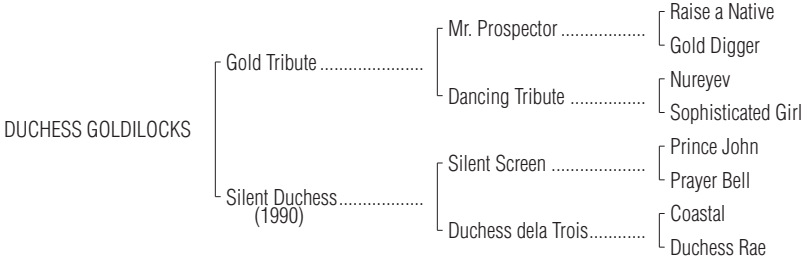 Raise a Native
Mr. Prospector ..................
Gold Digger
Gold Tribute ......................
Nureyev
Dancing Tribute ................
Sophisticated Girl
DUCHESS GOLDILOCKS
Prince John
Silent Screen ....................
Prayer Bell
Silent Duchess..................
(1990)
Coastal
Duchess dela Trois............
Duchess Rae